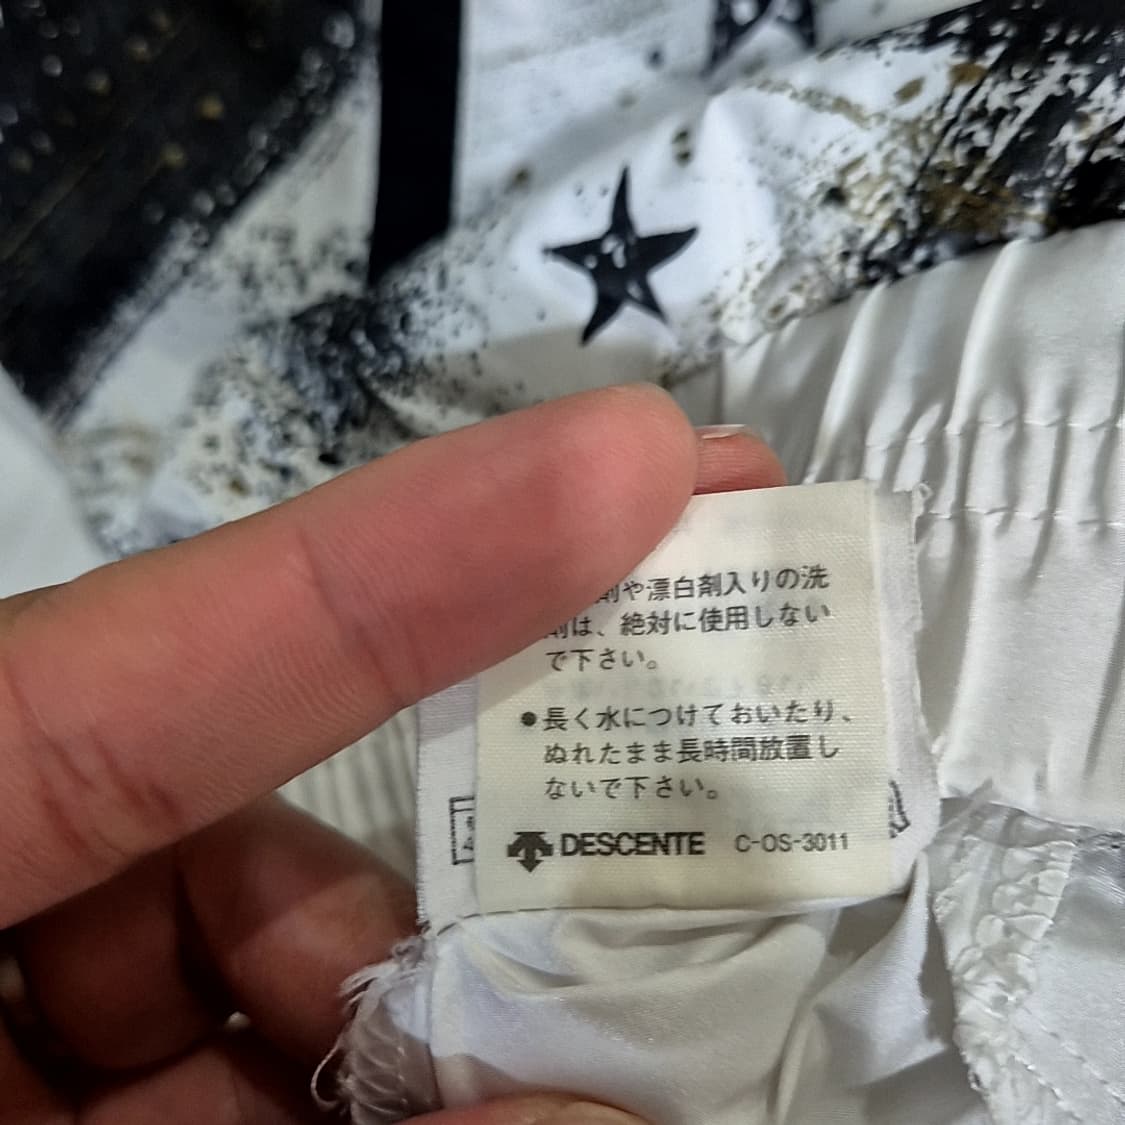 剤や漂白剤入りの洗
剤は、絶対に使用しない
で下さい。
●長く水につけておいたり、
ぬれたまま長時間放置し
ないで下さい。
DESCENTE C-OS-3011